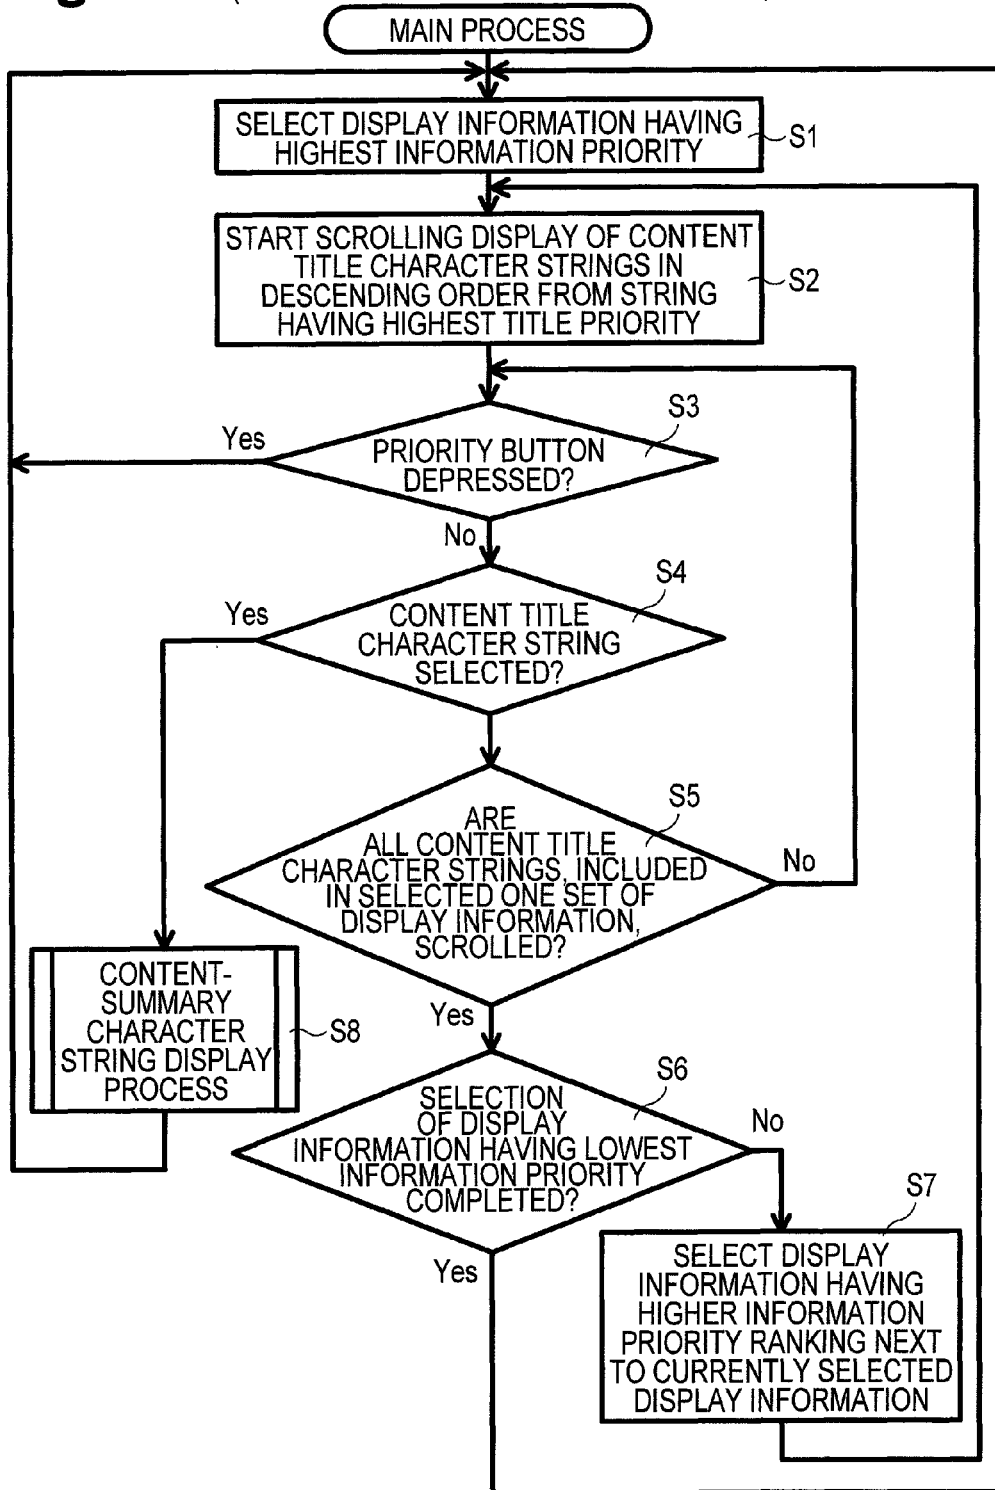 MAIN PROCESS
SELECT DISPLAY INFORMATION HAVING
HIGHEST INFORMATION PRIORITY
S1
START SCROLLING DISPLAY OF CONTENT
TITLE CHARACTER STRINGS IN
DESCENDING ORDER FROM STRING
HAVING HIGHEST TITLE PRIORITY
S2
S3
Yes
PRIORITY BUTTON
DEPRESSED?
No
S4
Yes
CONTENT TITLE
CHARACTER STRING
SELECTED?
S5
ARE
ALL CONTENT TITLE
CHARACTER STRINGS, INCLUDED
IN SELECTED ONE SET OF
DISPLAY INFORMATION,
SCROLLED?
No
Yes
CONTENT-
SUMMARY
CHARACTER
STRING DISPLAY
PROCESS
S8
S6
SELECTION
OF DISPLAY
INFORMATION HAVING LOWEST
INFORMATION PRIORITY
COMPLETED?
No
Yes
S7
SELECT DISPLAY
INFORMATION HAVING
HIGHER INFORMATION
PRIORITY RANKING NEXT
TO CURRENTLY SELECTED
DISPLAY INFORMATION